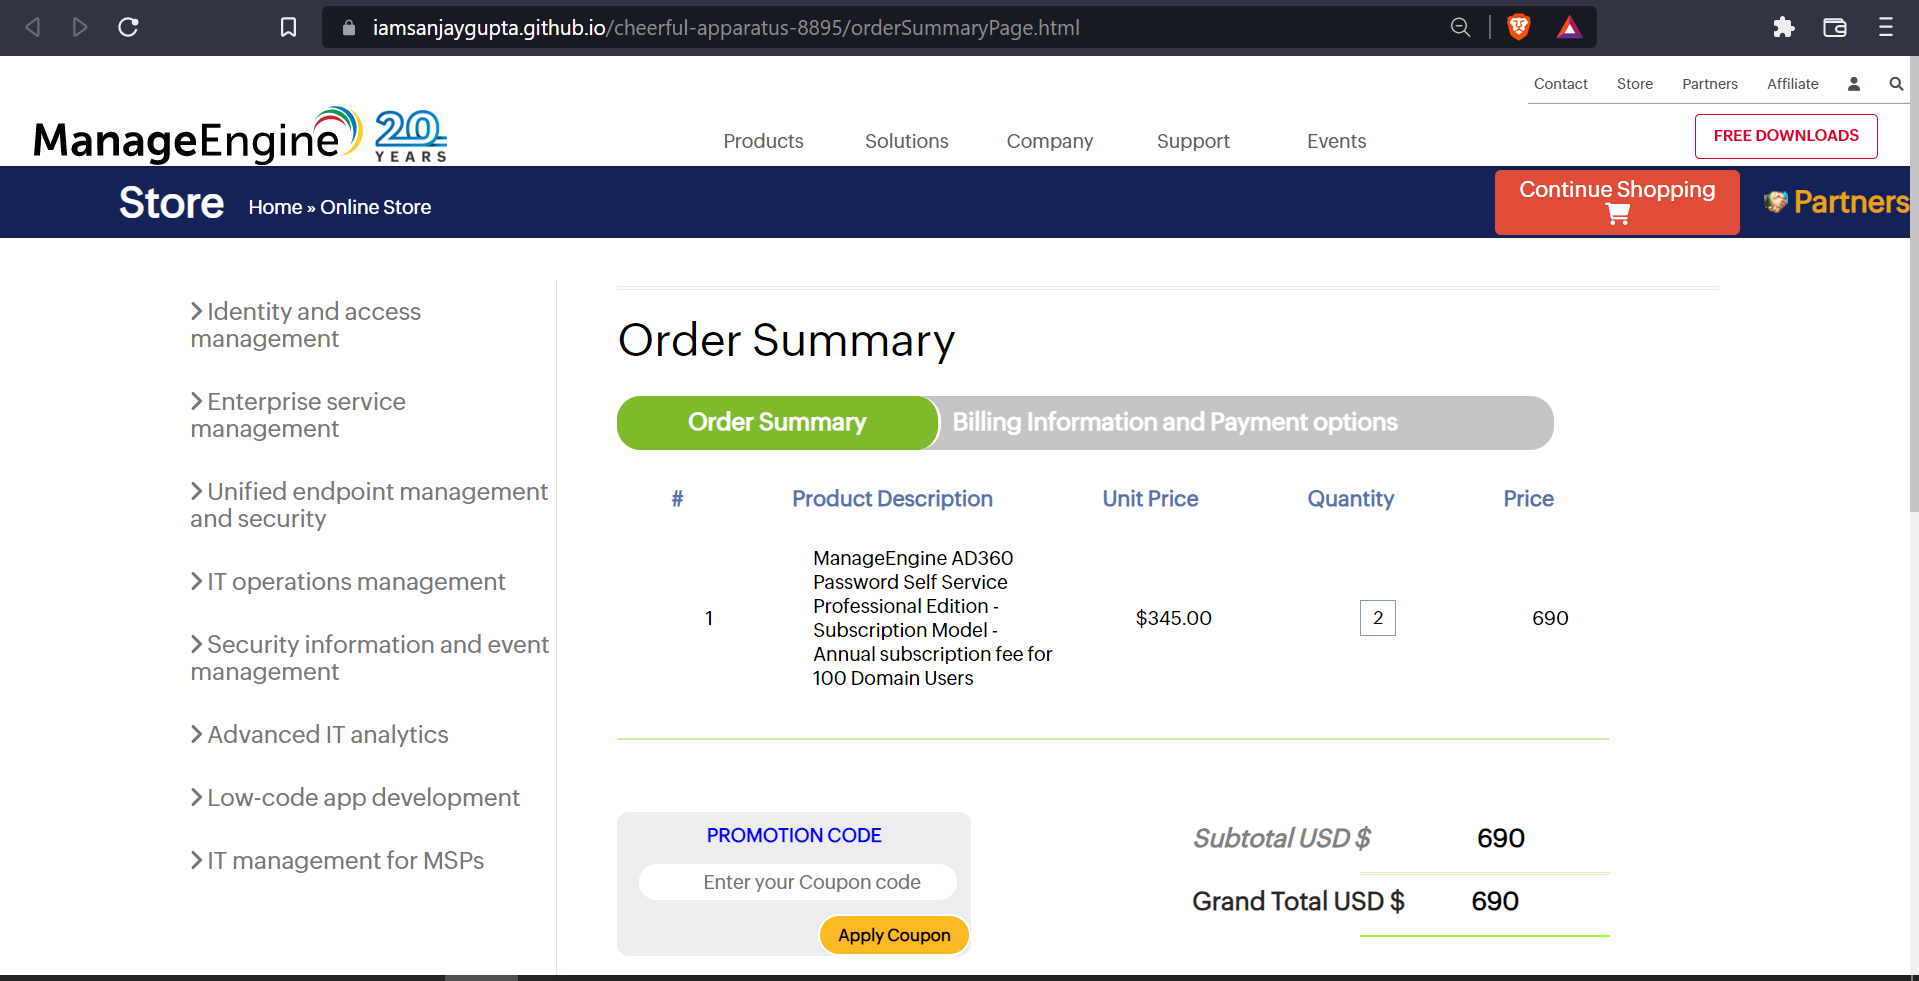 iamsanjaygupta.github.io/cheerful-apparatus-8895/orderSummaryPage.html
Contact Store Partners Affiliate
ManageEngine 20 YEARS
Products Solutions Company Support Events
FREE DOWNLOADS
Store Home » Online Store
Continue Shopping
Partners
Identity and access
management
Enterprise service
management
Unified endpoint management
and security
IT operations management
Security information and event
management
Advanced IT analytics
Low-code app development
IT management for MSPs
Order Summary
Order Summary Billing Information and Payment options
# Product Description Unit Price Quantity Price
ManageEngine AD360
Password Self Service
Professional Edition -
1 $345.00 2 690
Subscription Model -
Annual subscription fee for
100 Domain Users
PROMOTION CODE
Enter your Coupon code
Apply Coupon
Subtotal USD $ 690
Grand Total USD $ 690